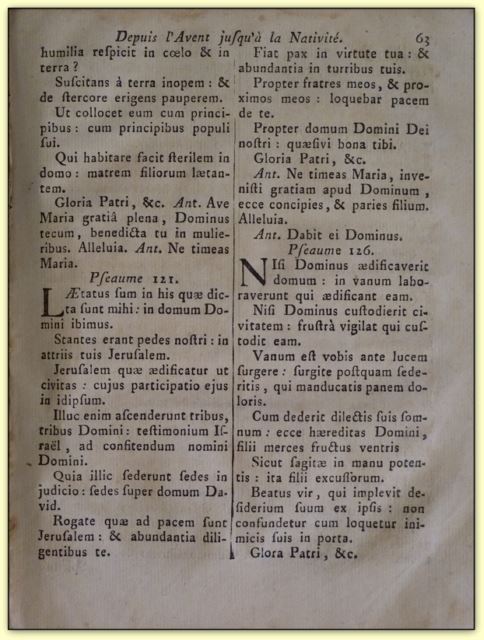 Depuis l'Avent juſqu'à la Nativité. 63
humilia reſpicit in cœlo & in
terra ?
Suſcitans à terra inopem : &
de ſtercore erigens pauperem.
Ut collocet eum cum princi-
pibus : cum principibus populi
ſui.
Qui habitare facit ſterilem in
domo : matrem filiorum lætan-
tem.
Gloria Patri, &c. Ant. Ave
Maria gratiâ plena, Dominus
tecum, benedicta tu in mulie-
ribus. Alleluia. Ant. Ne timeas
Maria.
Pſeaume 121.
LÆtatus ſum in his quæ dic-
ta ſunt mihi : in domum Do-
mini ibimus.
Stantes erant pedes noſtri : in
attriis tuis Jeruſalem.
Jeruſalem quæ ædificatur ut
civitas : cujus participatio ejus
in idipſum.
Illuc enim aſcenderunt tribus,
tribus Domini : teſtimonium Iſ-
raël, ad confitendum nomini
Domini.
Quia illic ſederunt ſedes in
judicio : ſedes ſuper domum Da-
vid.
Rogate quæ ad pacem ſunt
Jeruſalem : & abundantia dili-
gentibus te.
Fiat pax in virtute tua : &
abundantia in turribus tuis.
Propter fratres meos, & pro-
ximos meos : loquebar pacem
de te.
Propter domum Domini Dei
noſtri : quæſivi bona tibi.
Gloria Patri, &c.
Ant. Ne timeas Maria, inve-
niſti gratiam apud Dominum,
ecce concipies, & paries filium.
Alleluia.
Ant. Dabit ei Dominus.
Pſeaume 126.
NIſi Dominus ædificaverit
domum : in vanum labo-
raverunt qui ædificant eam.
Niſi Dominus cuſtodierit ci-
vitatem : fruſtrà vigilat qui cuſ-
todit eam.
Vanum eſt vobis ante lucem
ſurgere : ſurgite poſtquam ſede-
ritis, qui manducatis panem do-
loris.
Cum dederit dilectis ſuis ſom-
num : ecce hæreditas Domini,
filii merces fructus ventris
Sicut ſagitæ in manu poten-
tis : ita filii excuſſorum.
Beatus vir, qui implevit de-
ſiderium ſuum ex ipſis : non
confundetur cum loquetur ini-
micis ſuis in porta.
Glora Patri, &c.